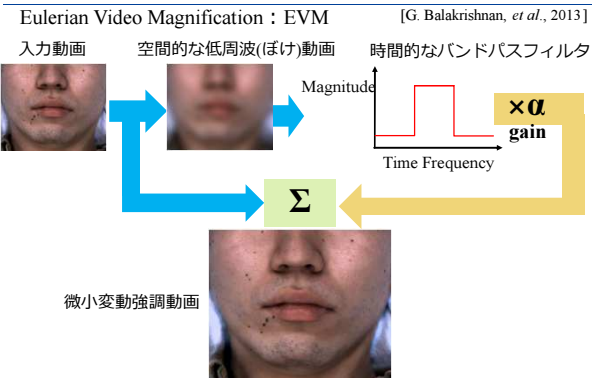 Eulerian Video Magnification：EVM
[G. Balakrishnan, et al., 2013]
入力動画
空間的な低周波(ぼけ)動画
時間的なバンドパスフィルタ
Magnitude
×α
gain
Time Frequency
Σ
微小変動強調動画